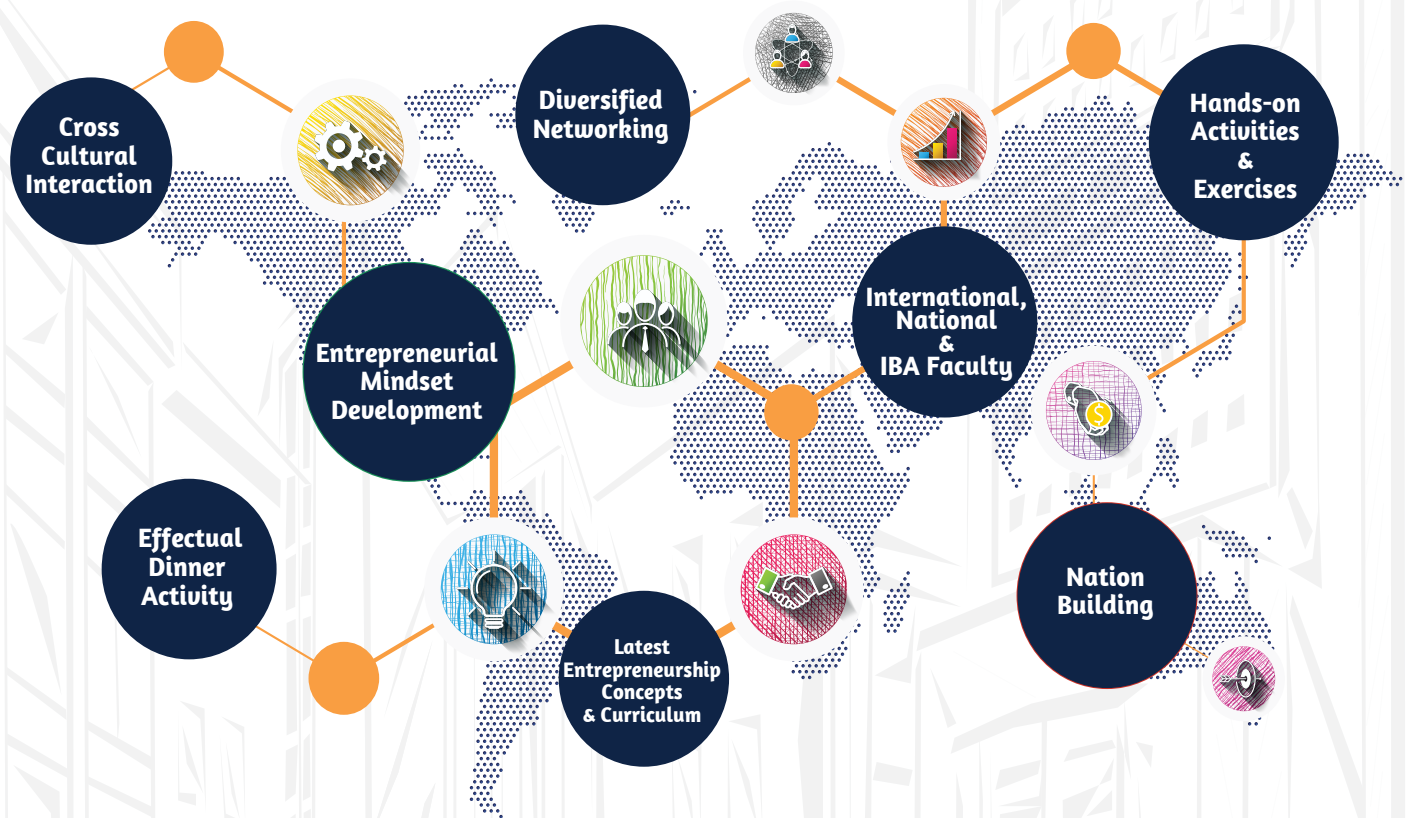 Cross
Cultural
Interaction
Diversified
Networking
Hands-on
Activities
&
Exercises
Entrepreneurial
Mindset
Development
International,
National
&
IBA Faculty
$
Effectual
Dinner
Activity
Latest
Entrepreneurship
Concepts
& Curriculum
Nation
Building